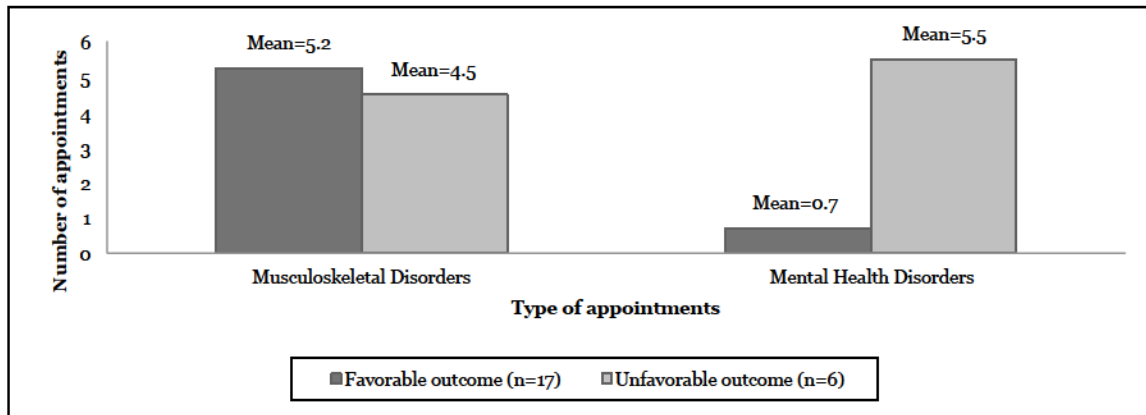 Number of appointments
6
5
4
3
2
1
0
Mean=5.2
Mean=4.5
Mean=0.7
Mean=5.5
Musculoskeletal Disorders
Mental Health Disorders
Type of appointments
Favorable outcome (n=17)
Unfavorable outcome (n=6)